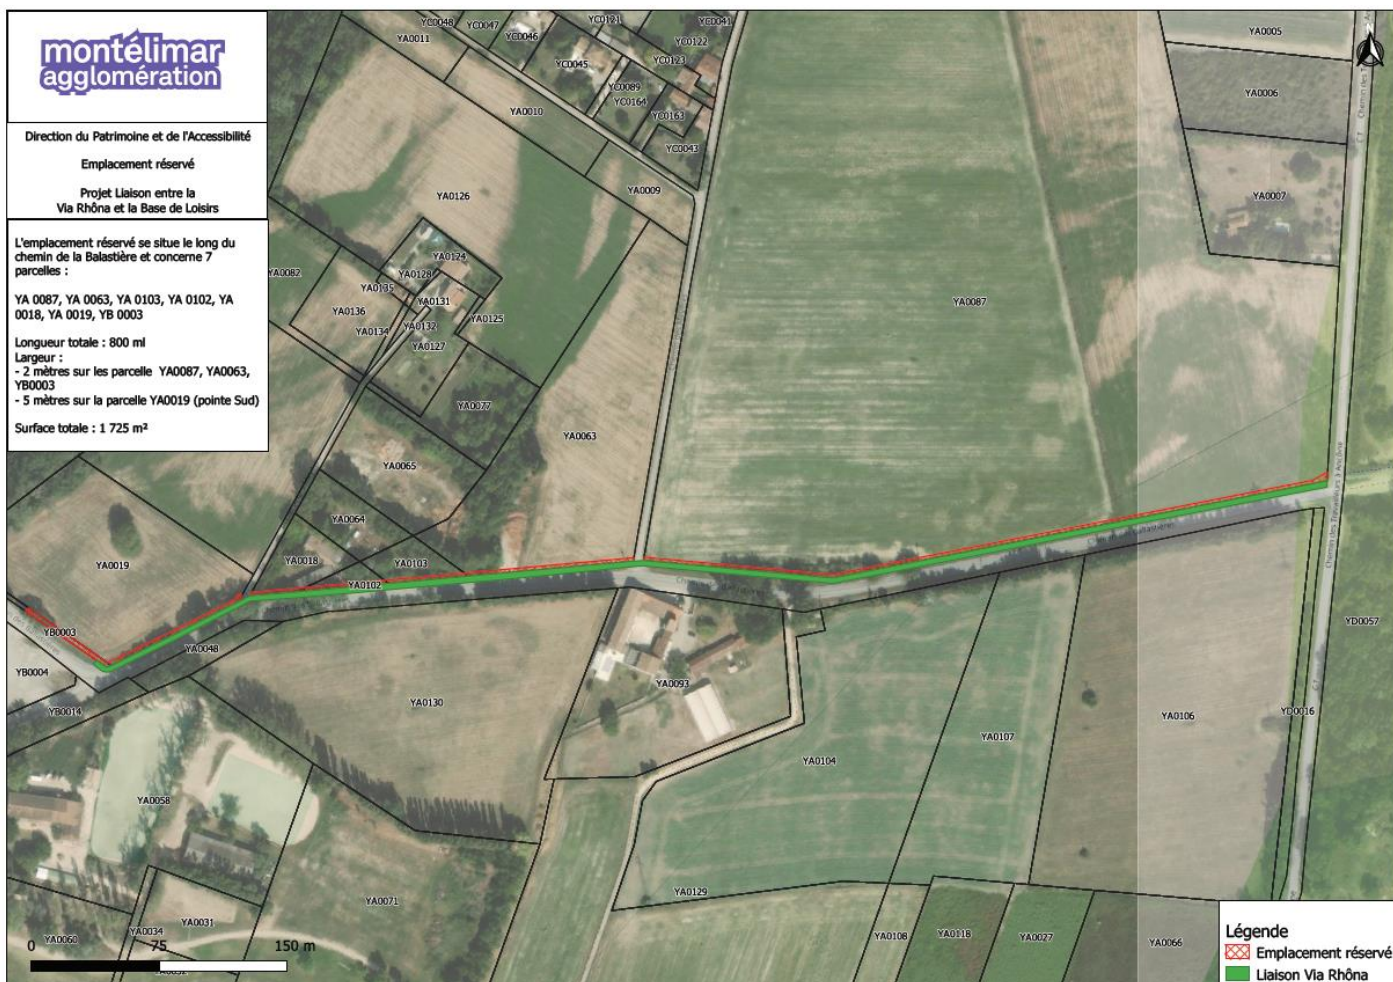 montélimar
agglomération
Direction du Patrimoine et de l'Accessibilité
Emplacement réservé
Projet Liaison entre la
Via Rhôna et la Base de Loisirs
L'emplacement réservé se situe le long du
chemin de la Balastière et concerne 7
parcelles :
YA 0087, YA 0063, YA 0103, YA 0102, YA
0018, YA 0019, YB 0003
Longueur totale : 800 ml
Largeur :
- 2 mètres sur les parcelle YA0087, YA0063,
YB0003
- 5 mètres sur la parcelle YA0019 (pointe Sud)
Surface totale : 1 725 m²
YC0048
YC0047
YC0121
YC0041
YA0011
YC0046
YC0122
YA0005
YC0045
YC0123
YC0089
YC0164
YA0006
YA0010
YC0163
YC0043
YA0126
YA0009
YA0007
YA0124
YA0082
YA0128
YA0135
YA0131
YA0087
YA0136
YA0125
YA0134
YA0132
YA0127
YA0077
YA0063
YA0065
YA0064
YA0018
YA0103
YA0019
YA0102
Chemin des Travailleurs à Ancône
YB0003
YA0048
YD0057
YB0004
YB0014
YA0093
YA0130
YA0106
YD0016
YA0107
YA0104
YA0058
YA0129
YA0071
YA0031
YA0034
YA0060
YA0108
YA0118
YA0027
YA0066
0
75
150 m
Légende
Emplacement réservé
Liaison Via Rhôna